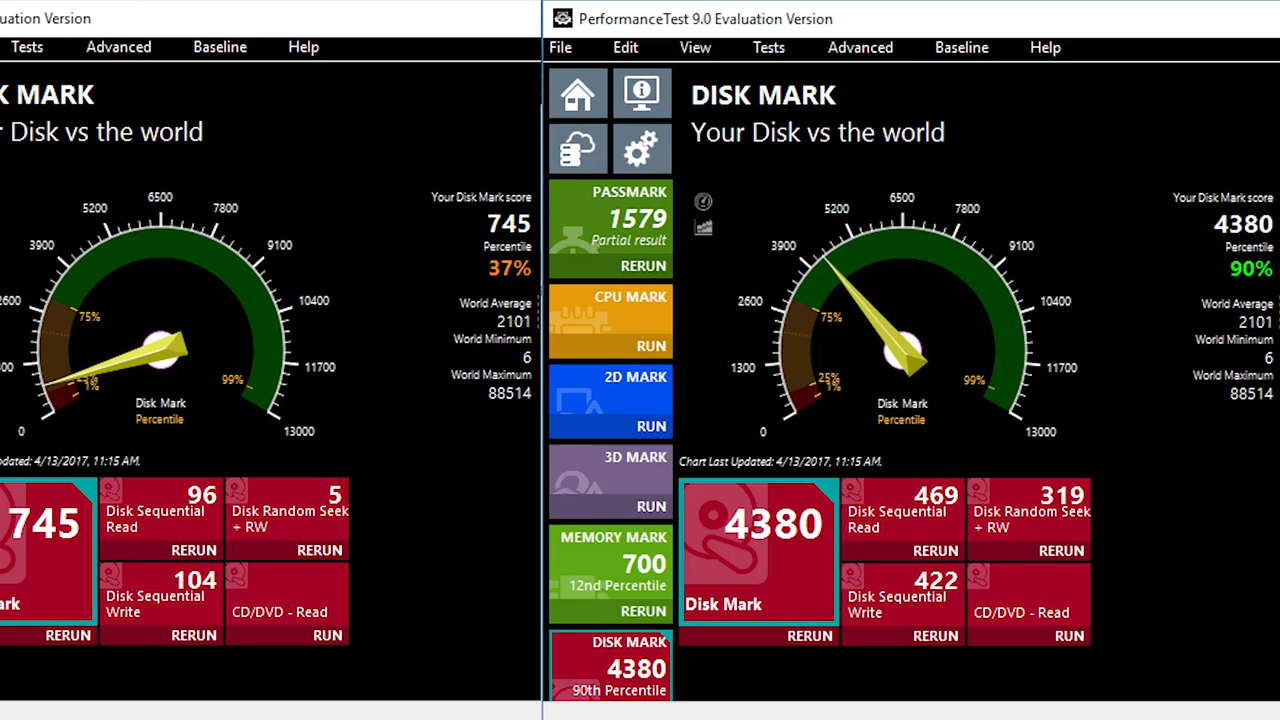 uation Version
Tests Advanced Baseline Help
K MARK
r Disk vs the world
Your Disk Mark score
745
Percentile
37%
World Average
2101
World Minimum
6
World Maximum
88514
0
300
2600
3900
5200
6500
7800
9100
10400
11700
13000
75%
1%
99%
Disk Mark
Percentile
dated: 4/13/2017, 11:15 AM.
745
ark
RERUN
96
Disk Sequential
Read
RERUN
5
Disk Random Seek
+ RW
RERUN
104
Disk Sequential
Write
RERUN
CD/DVD - Read
RUN
PerformanceTest 9.0 Evaluation Version
File Edit View Tests Advanced Baseline Help
PASSMARK
1579
Partial result
RERUN
CPU MARK
RUN
2D MARK
RUN
3D MARK
RUN
MEMORY MARK
700
12nd Percentile
RERUN
DISK MARK
4380
90th Percentile
DISK MARK
Your Disk vs the world
Your Disk Mark score
4380
Percentile
90%
World Average
2101
World Minimum
6
World Maximum
88514
0
1300
2600
3900
5200
6500
7800
9100
10400
11700
13000
75%
25%
1%
99%
Disk Mark
Percentile
Chart Last Updated: 4/13/2017, 11:15 AM.
4380
Disk Mark
RERUN
469
Disk Sequential
Read
RERUN
319
Disk Random Seek
+ RW
RERUN
422
Disk Sequential
Write
RERUN
CD/DVD - Read
RUN